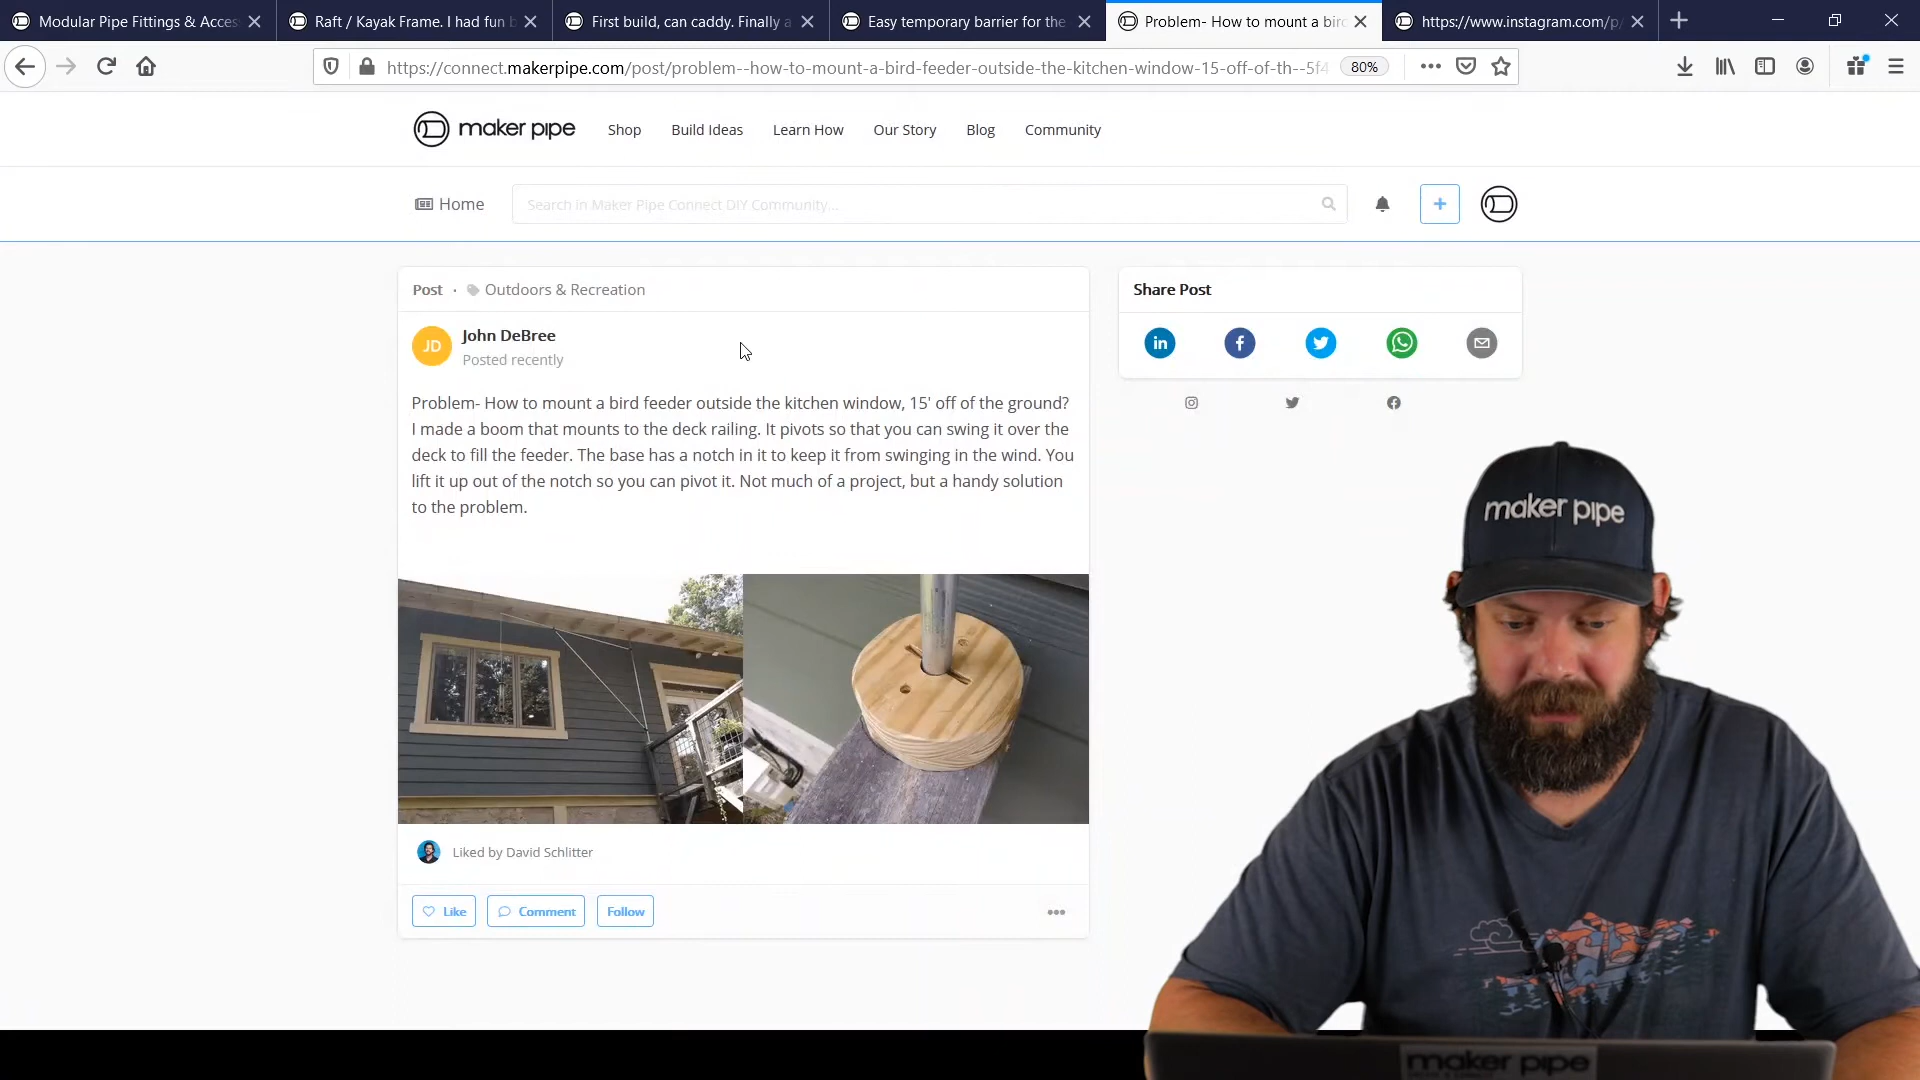 Modular Pipe Fittings & Acces
Raft / Kayak Frame. I had fun b
First build, can caddy. Finally a
Easy temporary barrier for the
Problem- How to mount a bir
https://www.instagram.com/p/
https://connect.makerpipe.com/post/problem--how-to-mount-a-bird-feeder-outside-the-kitchen-window-15-off-of-th--5f4
80%
maker pipe
Shop
Build Ideas
Learn How
Our Story
Blog
Community
Home
Search in Maker Pipe Connect DIY Community...
Post · Outdoors & Recreation
JD
John DeBree
Posted recently
Problem- How to mount a bird feeder outside the kitchen window, 15' off of the ground?
I made a boom that mounts to the deck railing. It pivots so that you can swing it over the
deck to fill the feeder. The base has a notch in it to keep it from swinging in the wind. You
lift it up out of the notch so you can pivot it. Not much of a project, but a handy solution
to the problem.
Liked by David Schlitter
Like
Comment
Follow
Share Post
in
maker pipe
maker pipe